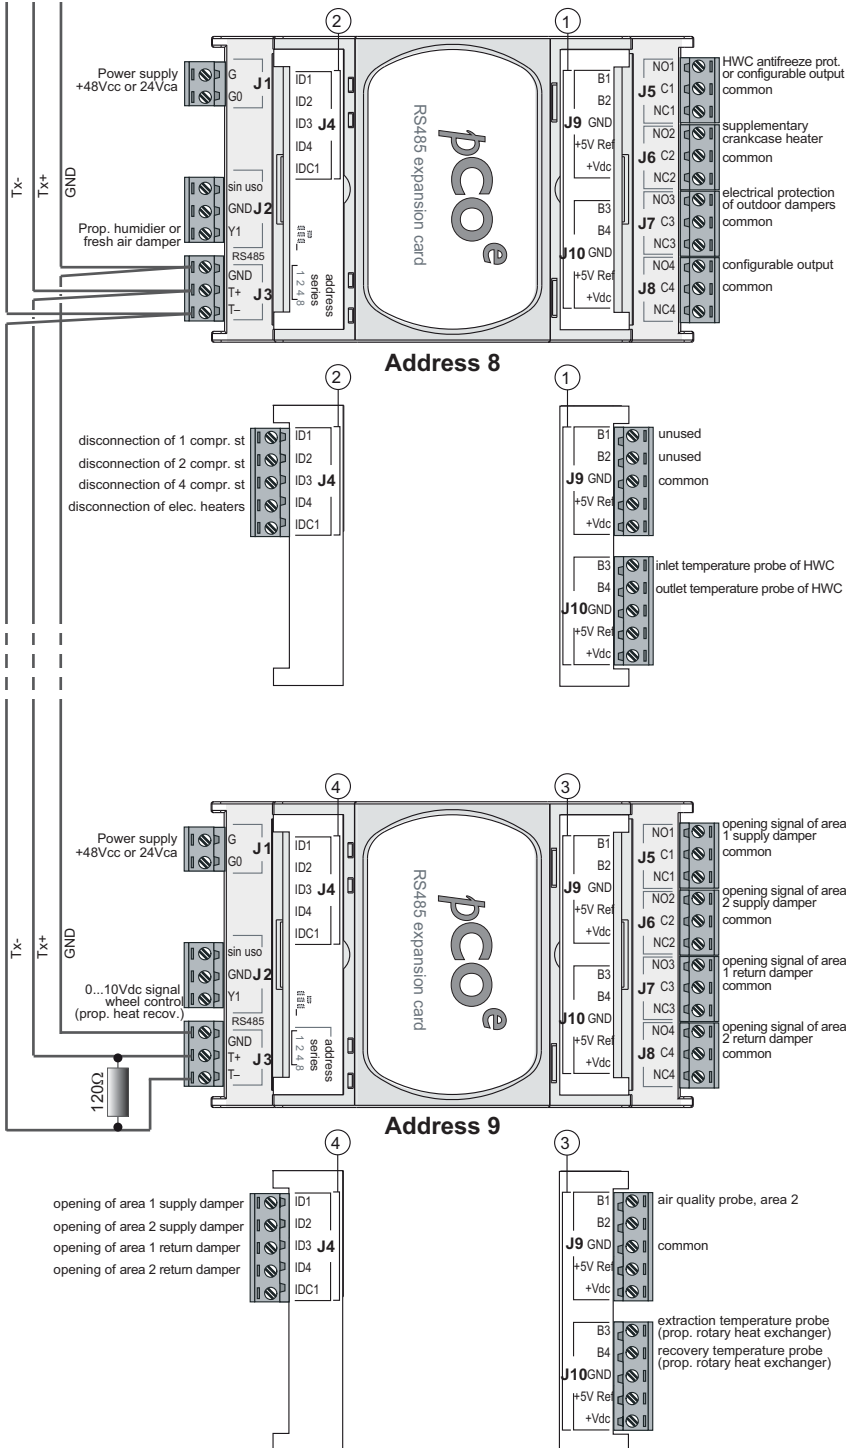 2
1
Power supply
+48Vcc or 24Vca
G
G0
J1
ID1
ID2
ID3 J4
ID4
IDC1
RS485 expansion card
pCOe
B1
B2
J9 GND
+5V Ref
+Vdc
B3
B4
J10 GND
+5V Ref
+Vdc
NO1
J5 C1
NC1
NO2
J6 C2
NC2
NO3
J7 C3
NC3
NO4
J8 C4
NC4
HWC antifreeze prot.
or configurable output
common
supplementary
crankcase heater
common
electrical protection
of outdoor dampers
common
configurable output
common
Tx-
Tx+
GND
sin uso
GND J2
Y1
Prop. humidier or
fresh air damper
RS485
GND
T+
J3
T–
address
series
1 2 4 8
Address 8
2
1
disconnection of 1 compr. st
disconnection of 2 compr. st
disconnection of 4 compr. st
disconnection of elec. heaters
ID1
ID2
ID3 J4
ID4
IDC1
B1
B2
J9 GND
+5V Ref
+Vdc
unused
unused
common
B3
B4
J10GND
+5V Ref
+Vdc
inlet temperature probe of HWC
outlet temperature probe of HWC
4
3
Power supply
+48Vcc or 24Vca
G
G0
J1
ID1
ID2
ID3 J4
ID4
IDC1
RS485 expansion card
pCOe
B1
B2
J9 GND
+5V Ref
+Vdc
B3
B4
J10 GND
+5V Ref
+Vdc
NO1
J5 C1
NC1
NO2
J6 C2
NC2
NO3
J7 C3
NC3
NO4
J8 C4
NC4
opening signal of area
1 supply damper
common
opening signal of area
2 supply damper
common
opening signal of area
1 return damper
common
opening signal of area
2 return damper
common
Tx-
Tx+
GND
sin uso
GND J2
Y1
0...10Vdc signal
wheel control
(prop. heat recov.)
RS485
GND
T+
J3
T–
address
series
1 2 4 8
120Ω
Address 9
4
3
opening of area 1 supply damper
opening of area 2 supply damper
opening of area 1 return damper
opening of area 2 return damper
ID1
ID2
ID3 J4
ID4
IDC1
B1
B2
J9 GND
+5V Ref
+Vdc
air quality probe, area 2
common
B3
B4
J10GND
+5V Ref
+Vdc
extraction temperature probe
(prop. rotary heat exchanger)
recovery temperature probe
(prop. rotary heat exchanger)